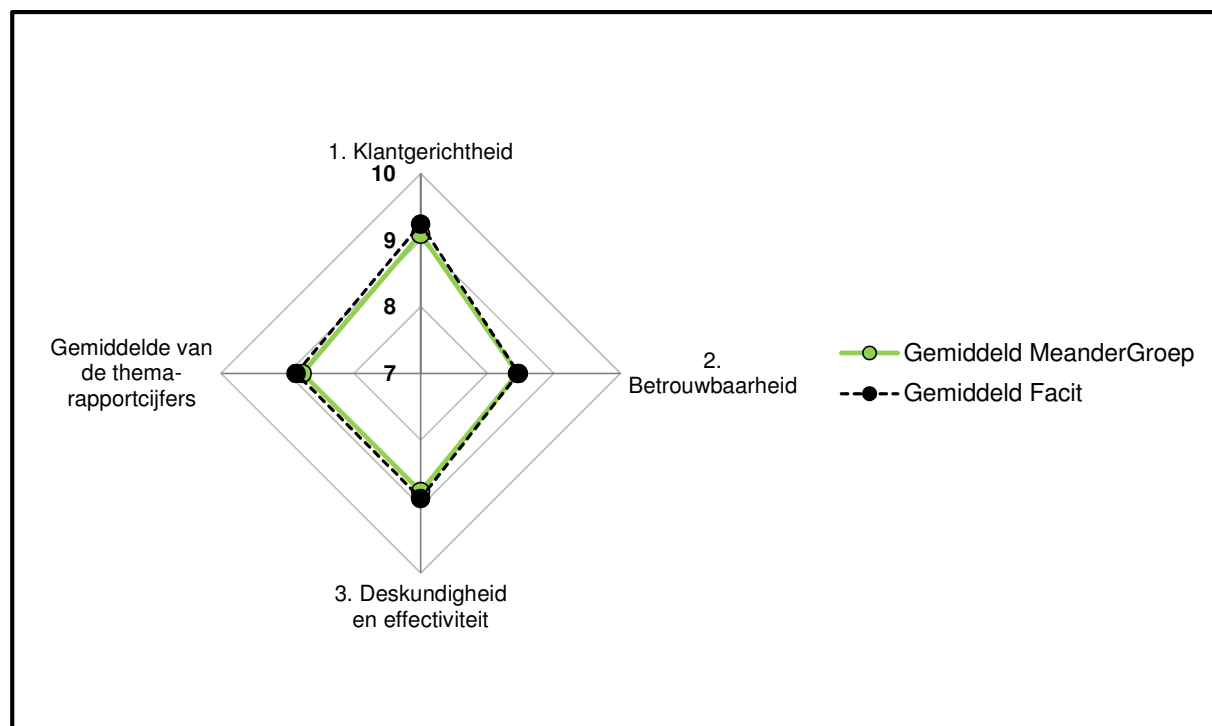 1. Klantgerichtheid
10
9
8
7
2.
Betrouwbaarheid
3. Deskundigheid
en effectiviteit
Gemiddelde van
de thema-
rapportcijfers
Gemiddeld MeanderGroep
Gemiddeld Facit